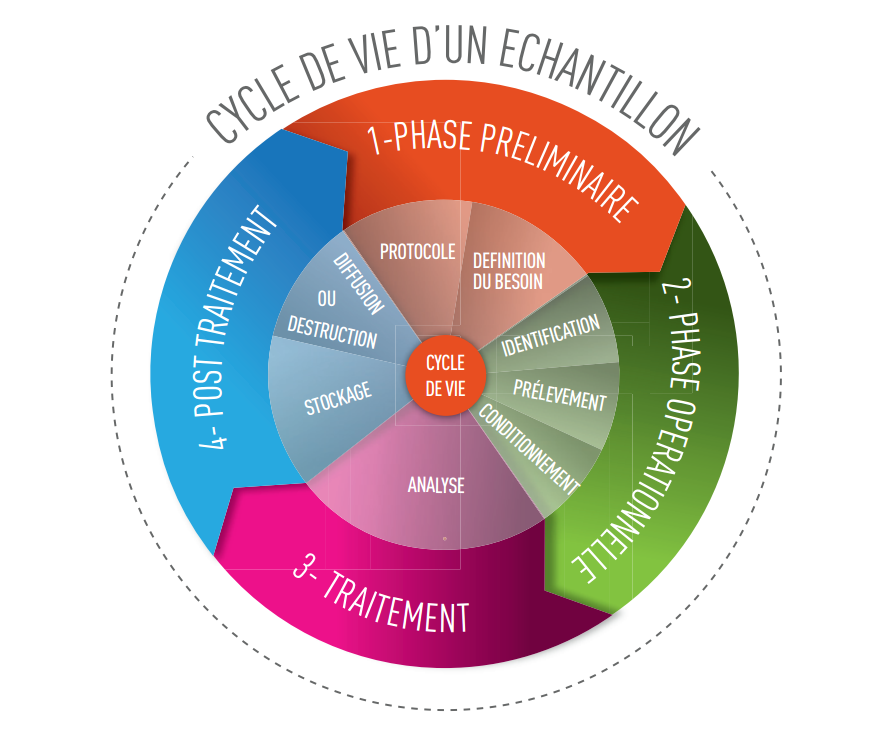 CYCLE DE VIE D'UN ECHANTILLON
1-PHASE PRELIMINAIRE
PROTOCOLE
DEFINITION
DU BESOIN
2- PHASE OPERATIONNELLE
IDENTIFICATION
PRÉLEVEMENT
CONDITIONNEMENT
3- TRAITEMENT
ANALYSE
4- POST TRAITEMENT
STOCKAGE
DIFFUSION
OU
DESTRUCTION
CYCLE
DE VIE